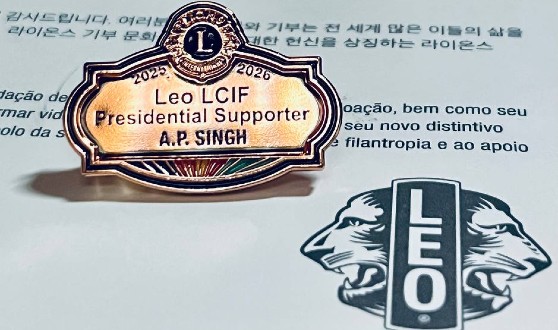 감사드립니다. 여러분
와 기부는 전 세계 많은 이들의 삶을
라이온스 기부 문화
대한 헌신을 상징하는 라이온스
L
INTERNATIONAL
2025 2026
Leo LCIF
Presidential Supporter
A.P. SINGH
dação de
oação, bem como seu
rmar vid
seu novo distintivo
olo da s
e filantropia e ao apoio
LEO